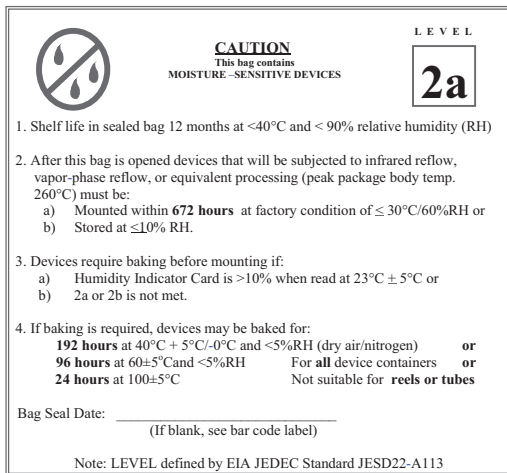 LEVEL
CAUTION
This bag contains
MOISTURE –SENSITIVE DEVICES
2a
1. Shelf life in sealed bag 12 months at <40°C and < 90% relative humidity (RH)
2. After this bag is opened devices that will be subjected to infrared reflow,
vapor-phase reflow, or equivalent processing (peak package body temp.
260°C) must be:
a) Mounted within 672 hours at factory condition of ≤ 30°C/60%RH or
b) Stored at ≤10% RH.
3. Devices require baking before mounting if:
a) Humidity Indicator Card is >10% when read at 23°C ± 5°C or
b) 2a or 2b is not met.
4. If baking is required, devices may be baked for:
192 hours at 40°C + 5°C/-0°C and <5%RH (dry air/nitrogen) or
96 hours at 60±5°Cand <5%RH For all device containers or
24 hours at 100±5°C Not suitable for reels or tubes
Bag Seal Date: ______________________________
(If blank, see bar code label)
Note: LEVEL defined by EIA JEDEC Standard JESD22-A113